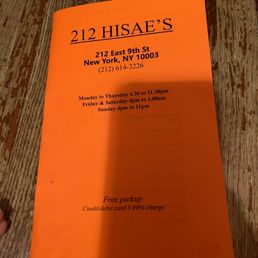 212 HISAE'S
212 East 9th St
New York, NY 10003
(212) 614-3226
Monday to Thursday 4.30 to 11.30pm
Friday & Saturday 4pm to 1.00am
Sunday 4pm to 11pm
Free pickup
Credit debit card 3.99% charge